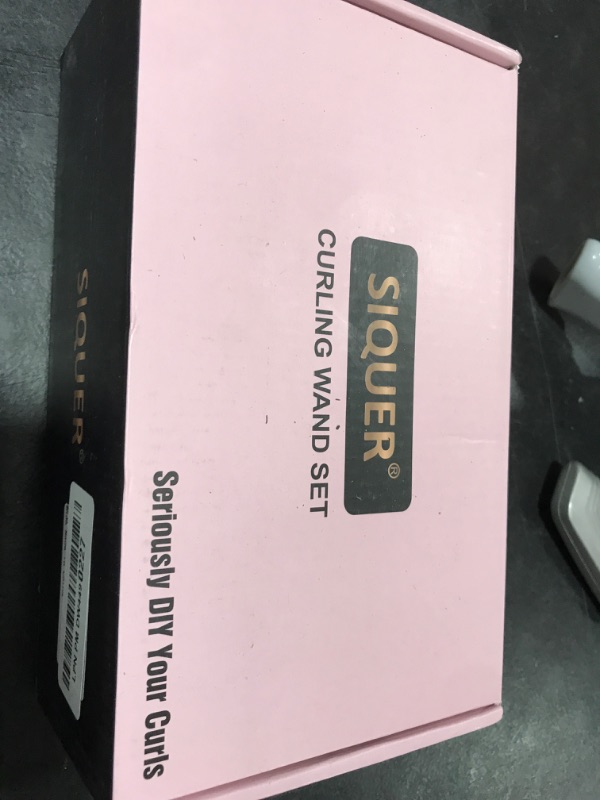 SIQUER®
CURLING WAND SET
Seriously DIY Your Curls
SIQUER®